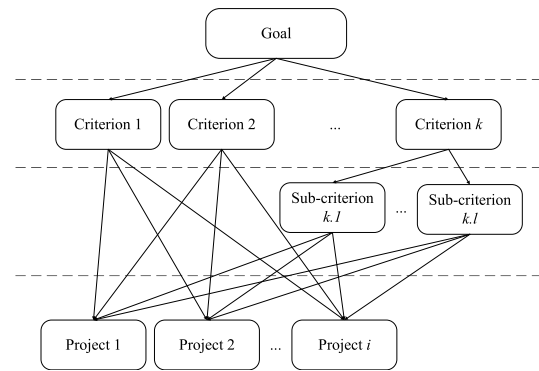 Goal
Criterion 1
Criterion 2
...
Criterion k
Sub-criterion
k.1
...
Sub-criterion
k.l
Project 1
Project 2
...
Project i